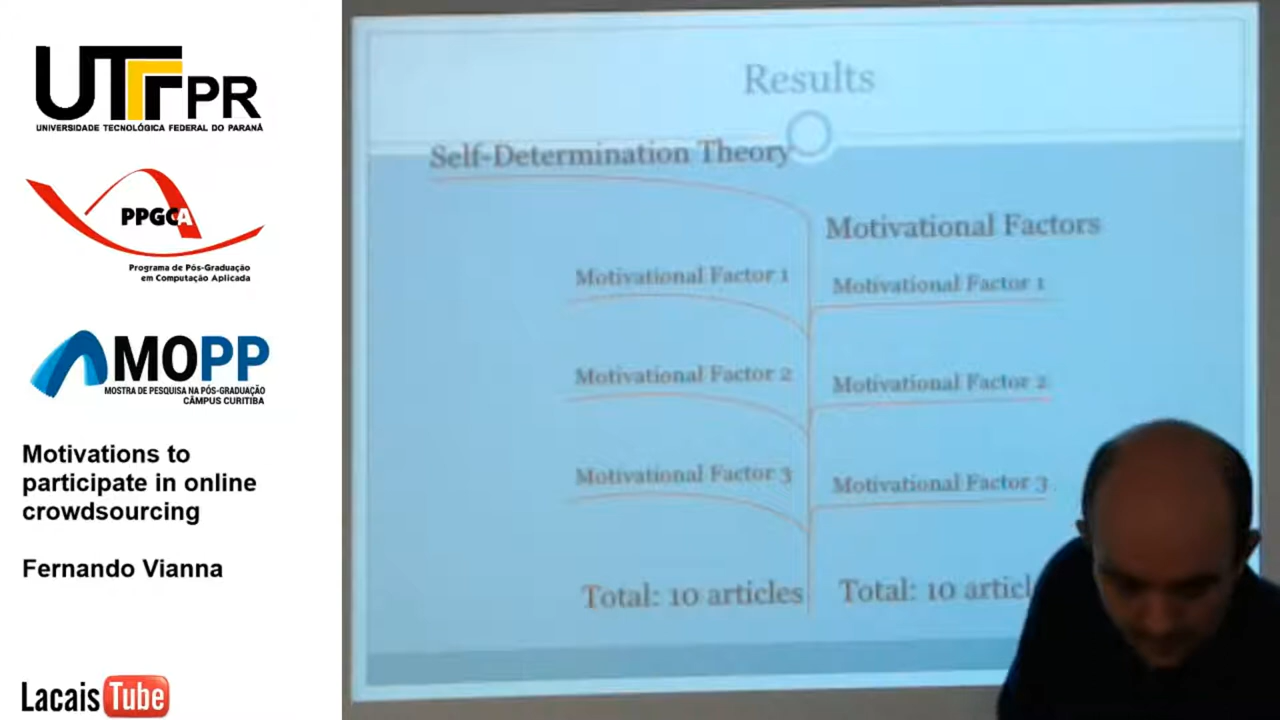 UTFPR
UNIVERSIDADE TECNOLÓGICA FEDERAL DO PARANÁ
PPGCA
Programa de Pós-Graduação
em Computação Aplicada
MOPP
MOSTRA DE PESQUISA NA PÓS-GRADUAÇÃO
CÂMPUS CURITIBA
Motivations to
participate in online
crowdsourcing
Fernando Vianna
LacaisTube
Results
Self-Determination Theory
Motivational Factors
Motivational Factor 1
Motivational Factor 1
Motivational Factor 2
Motivational Factor 2
Motivational Factor 3
Motivational Factor 3
Total: 10 articles
Total: 10 articl